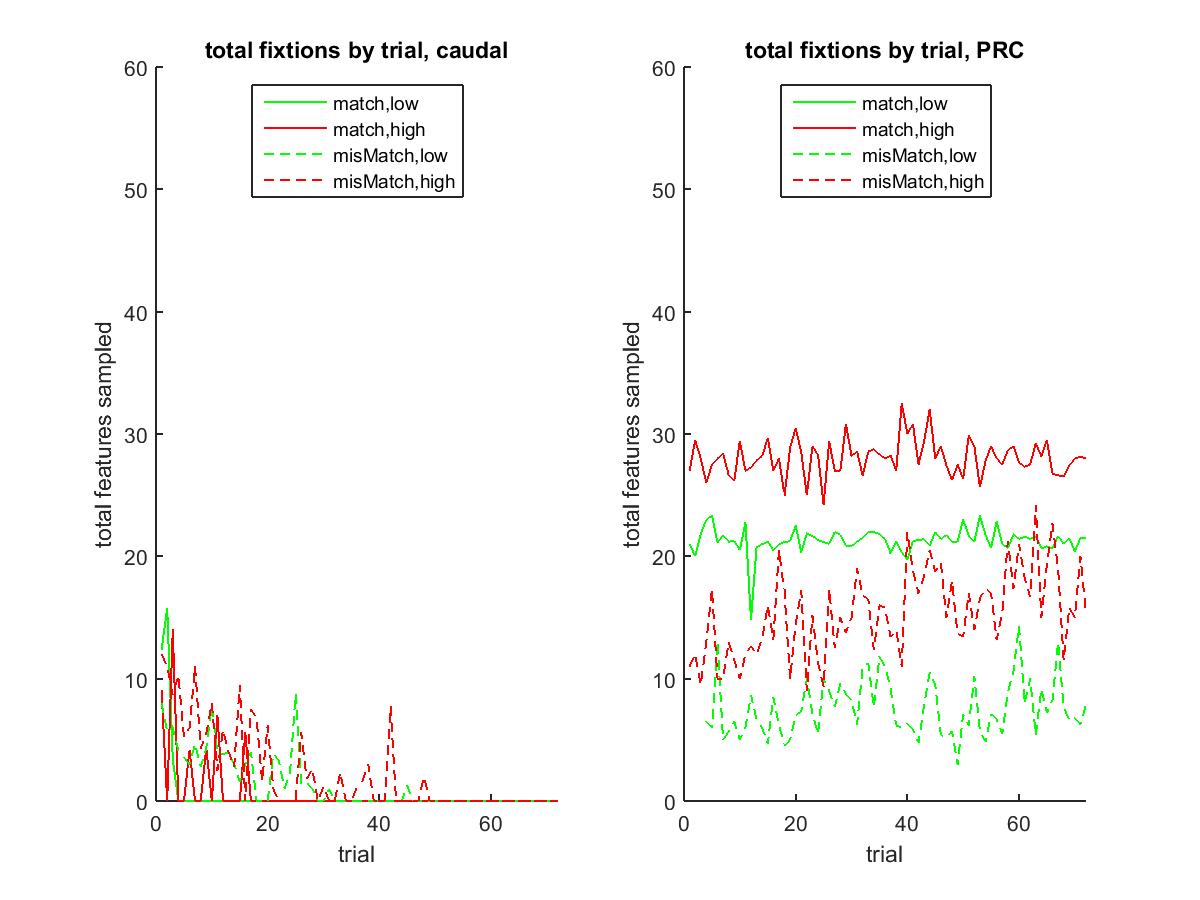 total fixtions by trial, caudal
60
50
40
30
20
10
0
0 20 40 60
total features sampled
trial
match,low
match,high
misMatch,low
misMatch,high
total fixtions by trial, PRC
60
50
40
30
20
10
0
0 20 40 60
total features sampled
trial
match,low
match,high
misMatch,low
misMatch,high